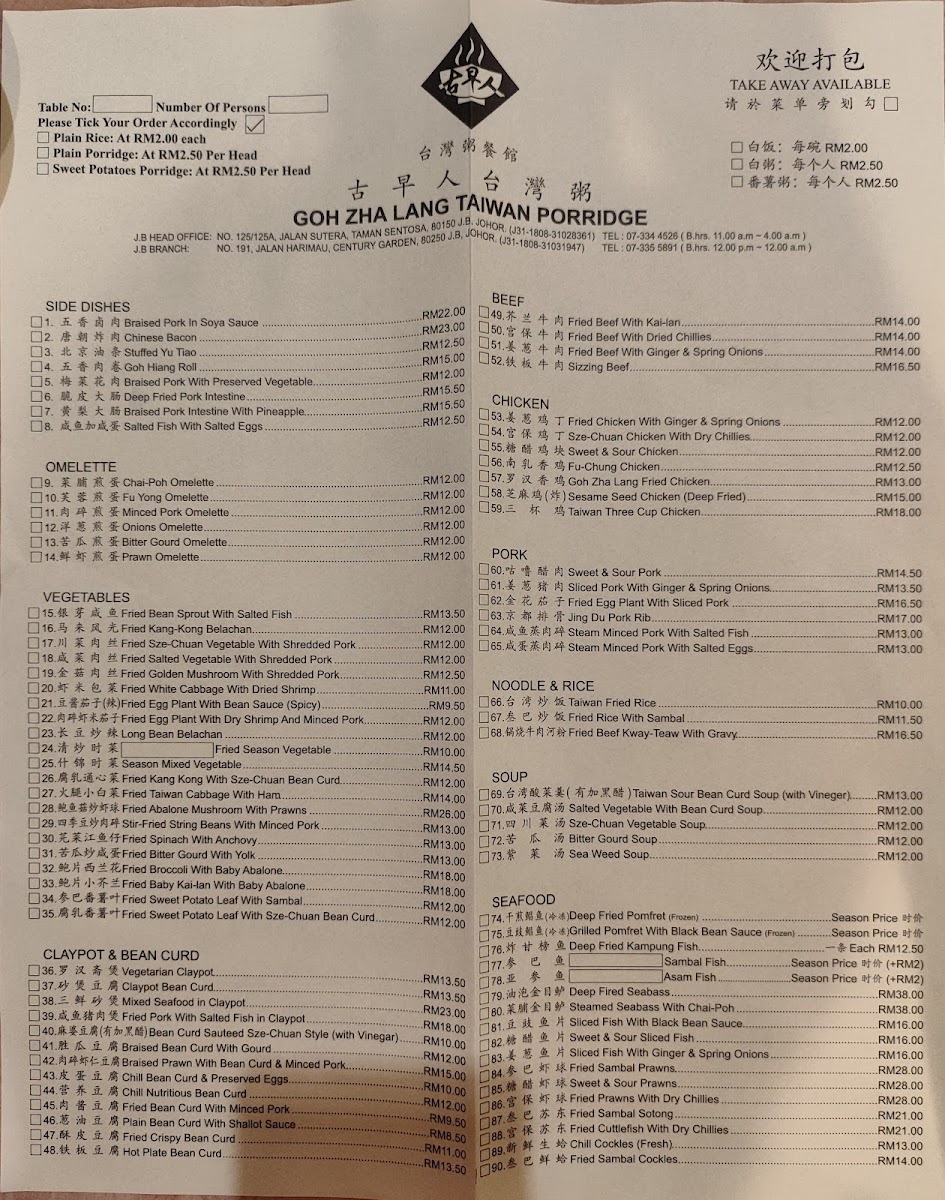 古早人
欢迎打包
TAKE AWAY AVAILABLE
请於菜单旁划勾
Table No: Number Of Persons
Please Tick Your Order Accordingly
Plain Rice: At RM2.00 each
Plain Porridge: At RM2.50 Per Head
Sweet Potatoes Porridge: At RM2.50 Per Head
白饭：每碗 RM2.00
白粥：每个人 RM2.50
番薯粥：每个人 RM2.50
台灣粥餐館
古早人台灣粥
GOH ZHA LANG TAIWAN PORRIDGE
J.B HEAD OFFICE: NO. 125/125A, JALAN SUTERA, TAMAN SENTOSA, 80150 J.B, JOHOR. (J31-1808-31028361) TEL : 07-334 4526 ( B.hrs. 11.00 a.m ~ 4.00 a.m )
J.B BRANCH: NO. 191, JALAN HARIMAU, CENTURY GARDEN, 80250 J.B, JOHOR. (J31-1808-31031947) TEL : 07-335 5891 ( B.hrs. 12.00 p.m ~ 12.00 a.m )
SIDE DISHES
1. 五香卤肉 Braised Pork In Soya Sauce RM22.00
2. 唐朝炸肉 Chinese Bacon RM23.00
3. 北京油条 Stuffed Yu Tiao RM12.50
4. 五香肉卷 Goh Hiang Roll RM15.00
5. 梅菜花肉 Braised Pork With Preserved Vegetable RM12.00
6. 脆皮大肠 Deep Fried Pork Intestine RM15.50
7. 黄梨大肠 Braised Pork Intestine With Pineapple RM15.50
8. 咸鱼加咸蛋 Salted Fish With Salted Eggs RM12.50
OMELETTE
9. 菜脯煎蛋 Chai-Poh Omelette RM12.00
10. 芙蓉煎蛋 Fu Yong Omelette RM12.00
11. 肉碎煎蛋 Minced Pork Omelette RM12.00
12. 洋葱煎蛋 Onions Omelette RM12.00
13. 苦瓜煎蛋 Bitter Gourd Omelette RM12.00
14. 鲜虾煎蛋 Prawn Omelette RM12.00
VEGETABLES
15. 银芽咸鱼 Fried Bean Sprout With Salted Fish RM13.50
16. 马来风光 Fried Kang-Kong Belachan RM12.00
17. 川菜肉丝 Fried Sze-Chuan Vegetable With Shredded Pork RM12.00
18. 咸菜肉丝 Fried Salted Vegetable With Shredded Pork RM12.00
19. 金菇肉丝 Fried Golden Mushroom With Shredded Pork RM12.50
20. 虾米包菜 Fried White Cabbage With Dried Shrimp RM11.00
21. 豆酱茄子(辣) Fried Egg Plant With Bean Sauce (Spicy) RM9.50
22. 肉碎虾米茄子 Fried Egg Plant With Dry Shrimp And Minced Pork RM12.00
23. 长豆炒辣 Long Bean Belachan RM12.00
24. 清炒时菜 Fried Season Vegetable RM10.00
25. 什锦时菜 Season Mixed Vegetable RM14.50
26. 腐乳通心菜 Fried Kang Kong With Sze-Chuan Bean Curd RM12.00
27. 火腿小白菜 Fried Taiwan Cabbage With Ham RM14.00
28. 鲍鱼菇炒虾球 Fried Abalone Mushroom With Prawns RM26.00
29. 四季豆炒肉碎 Stir-Fried String Beans With Minced Pork RM13.00
30. 苋菜江鱼仔 Fried Spinach With Anchovy RM13.00
31. 苦瓜炒咸蛋 Fried Bitter Gourd With Yolk RM13.00
32. 鲍片西兰花 Fried Broccoli With Baby Abalone RM18.00
33. 鲍片小芥兰 Fried Baby Kai-lan With Baby Abalone RM18.00
34. 参巴番薯叶 Fried Sweet Potato Leaf With Sambal RM12.00
35. 腐乳番薯叶 Fried Sweet Potato Leaf With Sze-Chuan Bean Curd RM12.00
CLAYPOT & BEAN CURD
36. 罗汉斋煲 Vegetarian Claypot RM13.50
37. 砂煲豆腐 Claypot Bean Curd RM13.50
38. 三鲜砂煲 Mixed Seafood in Claypot RM23.00
39. 咸鱼猪肉煲 Fried Pork With Salted Fish in Claypot RM18.00
40. 麻婆豆腐(有加黑醋) Bean Curd Sauteed Sze-Chuan Style (with Vinegar) RM10.00
41. 胜瓜豆腐 Braised Bean Curd With Gourd RM12.00
42. 肉碎虾仁豆腐 Braised Prawn With Bean Curd & Minced Pork RM15.00
43. 皮蛋豆腐 Chill Bean Curd & Preserved Eggs RM10.00
44. 营养豆腐 Chill Nutritious Bean Curd RM12.00
45. 肉酱豆腐 Fried Bean Curd With Minced Pork RM9.50
46. 葱油豆腐 Plain Bean Curd With Shallot Sauce RM8.50
47. 酥皮豆腐 Fried Crispy Bean Curd RM11.00
48. 铁板豆腐 Hot Plate Bean Curd RM13.50
BEEF
49. 芥兰牛肉 Fried Beef With Kai-lan RM14.00
50. 宫保牛肉 Fried Beef With Dried Chillies RM14.00
51. 姜葱牛肉 Fried Beef With Ginger & Spring Onions RM14.00
52. 铁板牛肉 Sizzing Beef RM16.50
CHICKEN
53. 姜葱鸡丁 Fried Chicken With Ginger & Spring Onions RM12.00
54. 宫保鸡丁 Sze-Chuan Chicken With Dry Chillies RM12.00
55. 糖醋鸡块 Sweet & Sour Chicken RM12.00
56. 南乳香鸡 Fu-Chung Chicken RM12.50
57. 罗汉香鸡 Goh Zha Lang Fried Chicken RM13.00
58. 芝麻鸡(炸) Sesame Seed Chicken (Deep Fried) RM15.00
59. 三杯鸡 Taiwan Three Cup Chicken RM18.00
PORK
60. 咕噜醋肉 Sweet & Sour Pork RM14.50
61. 姜葱猪肉 Sliced Pork With Ginger & Spring Onions RM13.50
62. 金花茄子 Fried Egg Plant With Sliced Pork RM16.50
63. 京都排骨 Jing Du Pork Rib RM17.00
64. 咸鱼蒸肉碎 Steam Minced Pork With Salted Fish RM13.00
65. 咸蛋蒸肉碎 Steam Minced Pork With Salted Eggs RM13.00
NOODLE & RICE
66. 台湾炒饭 Taiwan Fried Rice RM10.00
67. 叁巴炒饭 Fried Rice With Sambal RM11.50
68. 锅烧牛肉河粉 Fried Beef Kway-Teaw With Gravy RM16.50
SOUP
69. 台湾酸菜羹(有加黑醋) Taiwan Sour Bean Curd Soup (with Vineger) RM13.00
70. 咸菜豆腐汤 Salted Vegetable With Bean Curd Soup RM12.00
71. 四川菜汤 Sze-Chuan Vegetable Soup RM12.00
72. 苦瓜汤 Bitter Gourd Soup RM12.00
73. 紫菜汤 Sea Weed Soup RM12.00
SEAFOOD
74. 干煎鲳鱼(冷冻) Deep Fried Pomfret (Frozen) Season Price 时价
75. 豆豉鲳鱼(冷冻) Grilled Pomfret With Black Bean Sauce (Frozen) Season Price 时价
76. 炸甘榜鱼 Deep Fried Kampung Fish 一条 Each RM12.50
77. 参巴鱼 Sambal Fish Season Price 时价 (+RM2)
78. 亚参鱼 Asam Fish Season Price 时价 (+RM2)
79. 油泡金目鲈 Deep Fired Seabass RM38.00
80. 菜脯金目鲈 Steamed Seabass With Chai-Poh RM38.00
81. 豆豉鱼片 Sliced Fish With Black Bean Sauce RM16.00
82. 糖醋鱼片 Sweet & Sour Sliced Fish RM16.00
83. 姜葱鱼片 Sliced Fish With Ginger & Spring Onions RM16.00
84. 参巴虾球 Fried Sambal Prawns RM28.00
85. 糖醋虾球 Sweet & Sour Prawns RM28.00
86. 宫保虾球 Fried Prawns With Dry Chillies RM28.00
87. 叁巴苏东 Fried Sambal Sotong RM21.00
88. 宫保苏东 Fried Cuttlefish With Dry Chillies RM21.00
89. 新鲜生蛤 Chill Cockles (Fresh) RM13.00
90. 叁巴鲜蛤 Fried Sambal Cockles RM14.00